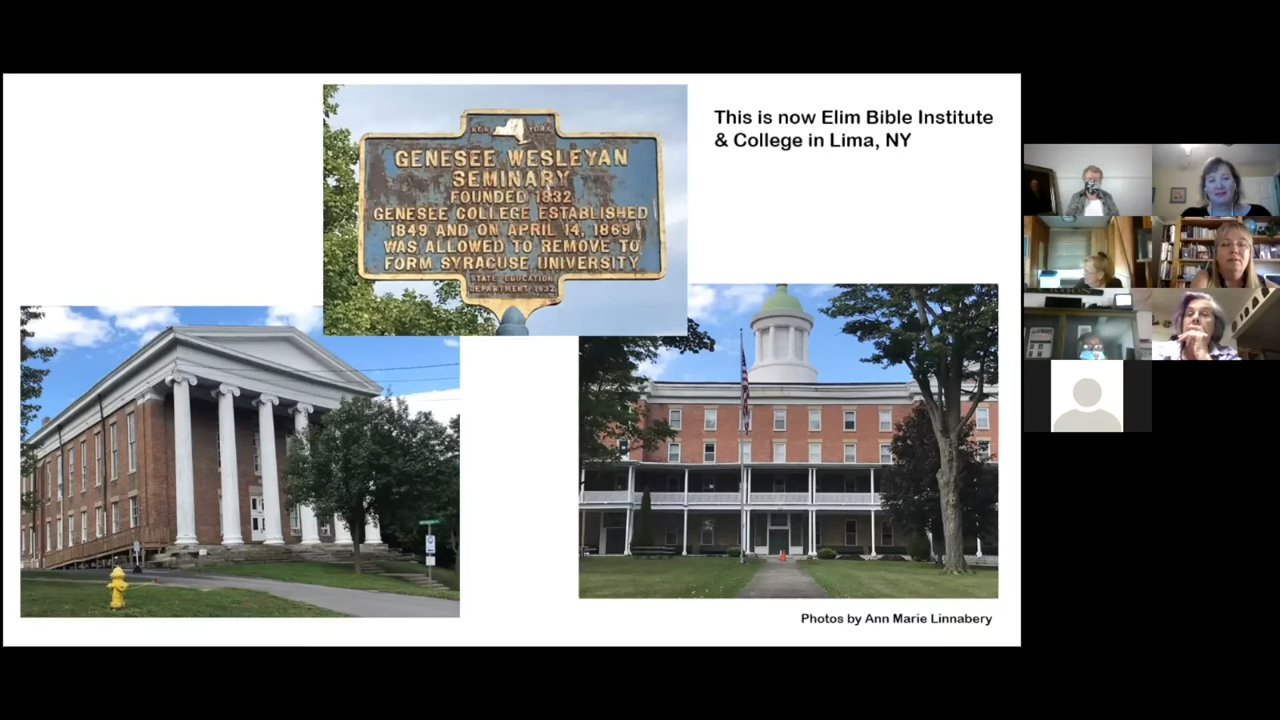 This is now Elim Bible Institute
& College in Lima, NY
NEW YORK
GENESEE WESLEYAN
SEMINARY
FOUNDED 1832
GENESEE COLLEGE ESTABLISHED
1849 AND ON APRIL 14, 1869
WAS ALLOWED TO REMOVE TO
FORM SYRACUSE UNIVERSITY
STATE EDUCATION
DEPARTMENT 1932
Photos by Ann Marie Linnabery